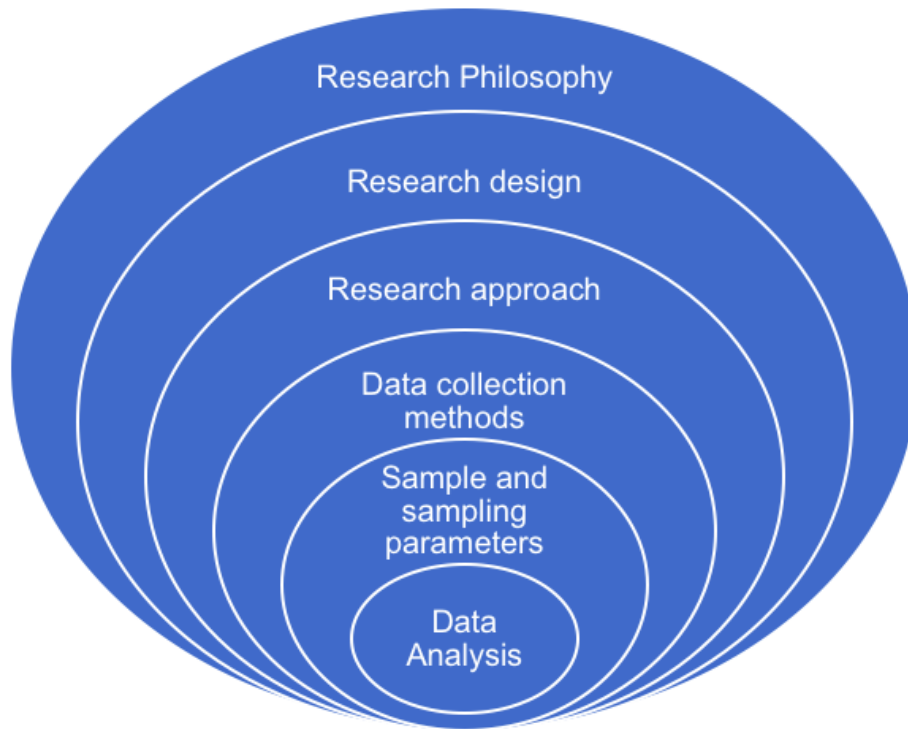 Research Philosophy
Research design
Research approach
Data collection
methods
Sample and
sampling
parameters
Data
Analysis